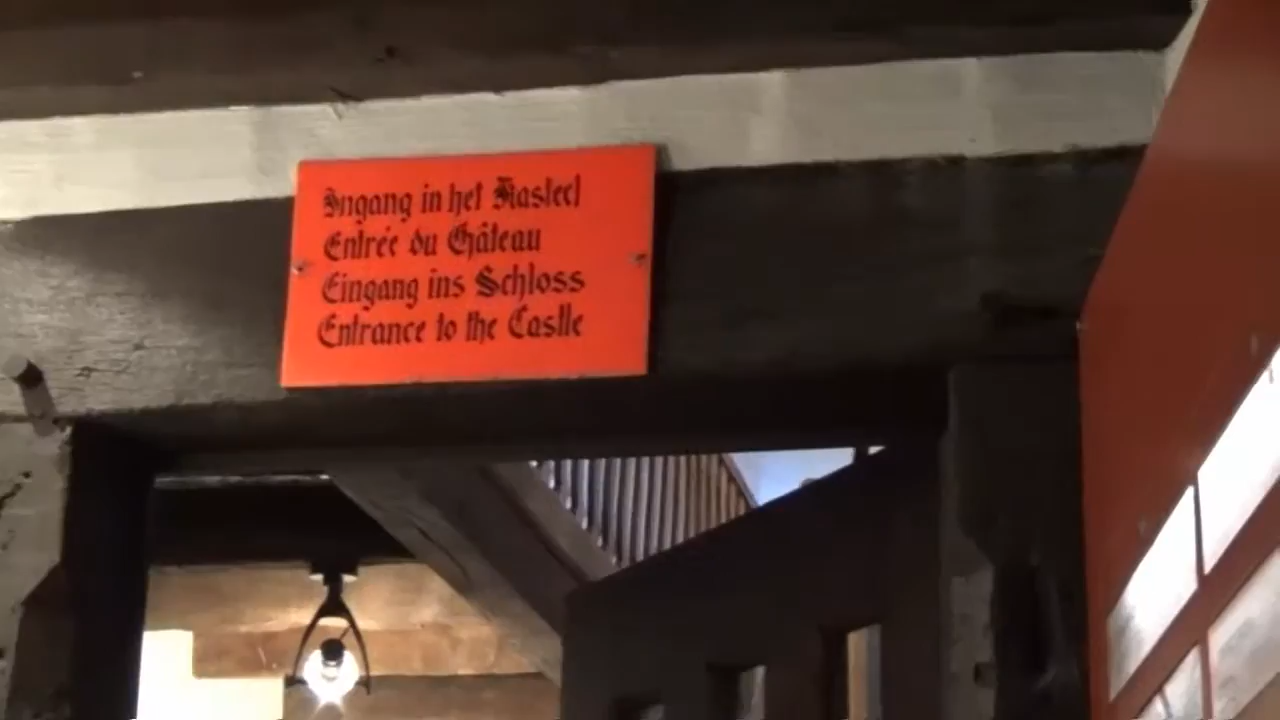 Ingang in het Kasteel
Entrée du Château
Eingang ins Schloss
Entrance to the Castle